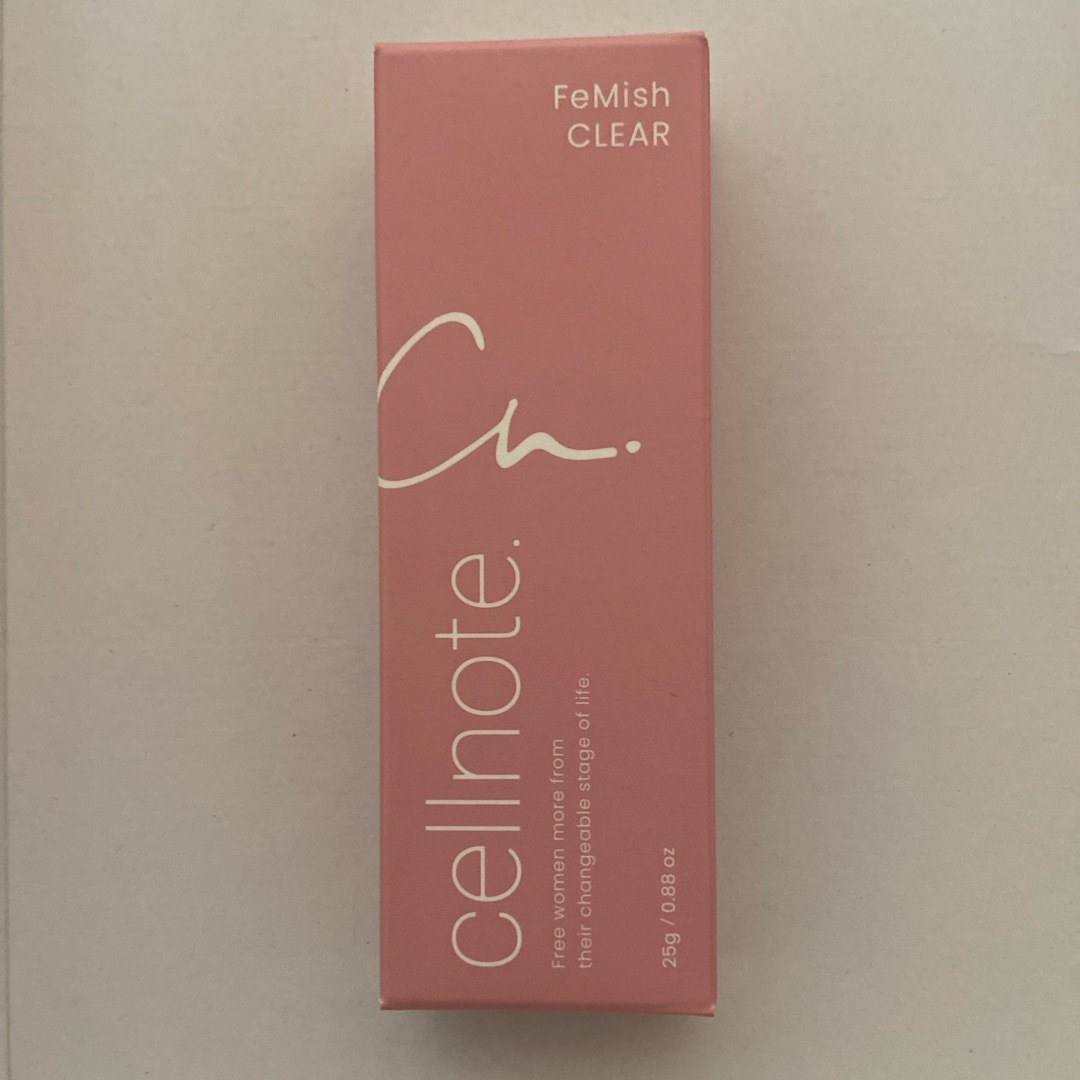 FeMish
CLEAR
Cn.
cellnote.
Free women more from
their changeable stage of life.
25g / 0.88 oz